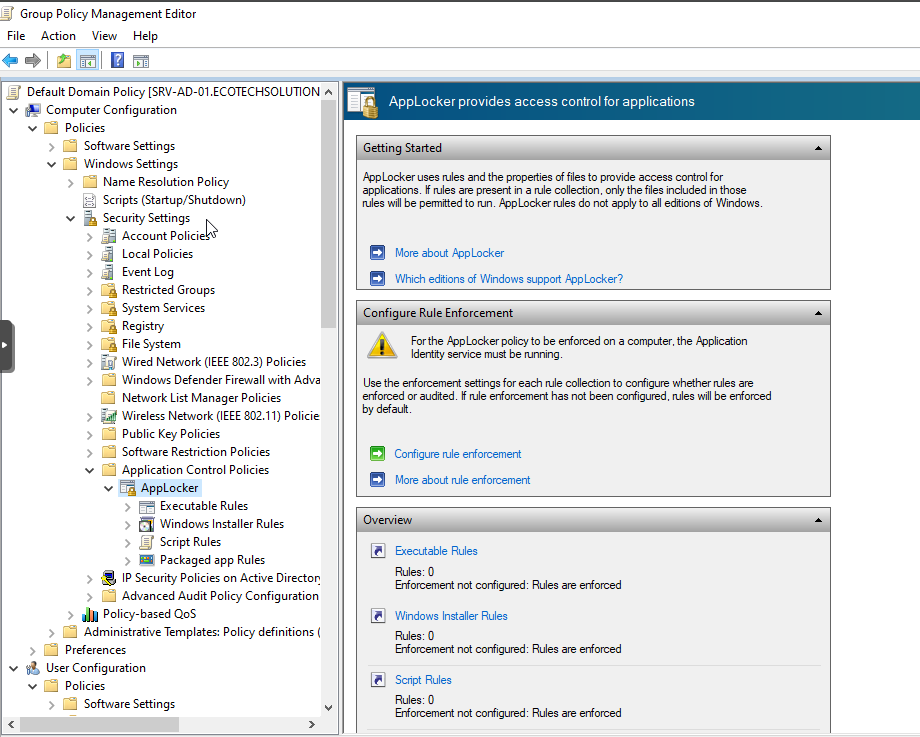 Group Policy Management Editor
File Action View Help
Default Domain Policy [SRV-AD-01.ECOTECHSOLUTION
Computer Configuration
Policies
Software Settings
Windows Settings
Name Resolution Policy
Scripts (Startup/Shutdown)
Security Settings
Account Policies
Local Policies
Event Log
Restricted Groups
System Services
Registry
File System
Wired Network (IEEE 802.3) Policies
Windows Defender Firewall with Adva
Network List Manager Policies
Wireless Network (IEEE 802.11) Policie
Public Key Policies
Software Restriction Policies
Application Control Policies
AppLocker
Executable Rules
Windows Installer Rules
Script Rules
Packaged app Rules
IP Security Policies on Active Directory
Advanced Audit Policy Configuration
Policy-based QoS
Administrative Templates: Policy definitions (
Preferences
User Configuration
Policies
Software Settings
AppLocker provides access control for applications
Getting Started
AppLocker uses rules and the properties of files to provide access control for
applications. If rules are present in a rule collection, only the files included in those
rules will be permitted to run. AppLocker rules do not apply to all editions of Windows.
More about AppLocker
Which editions of Windows support AppLocker?
Configure Rule Enforcement
For the AppLocker policy to be enforced on a computer, the Application
Identity service must be running.
Use the enforcement settings for each rule collection to configure whether rules are
enforced or audited. If rule enforcement has not been configured, rules will be enforced
by default.
Configure rule enforcement
More about rule enforcement
Overview
Executable Rules
Rules: 0
Enforcement not configured: Rules are enforced
Windows Installer Rules
Rules: 0
Enforcement not configured: Rules are enforced
Script Rules
Rules: 0
Enforcement not configured: Rules are enforced